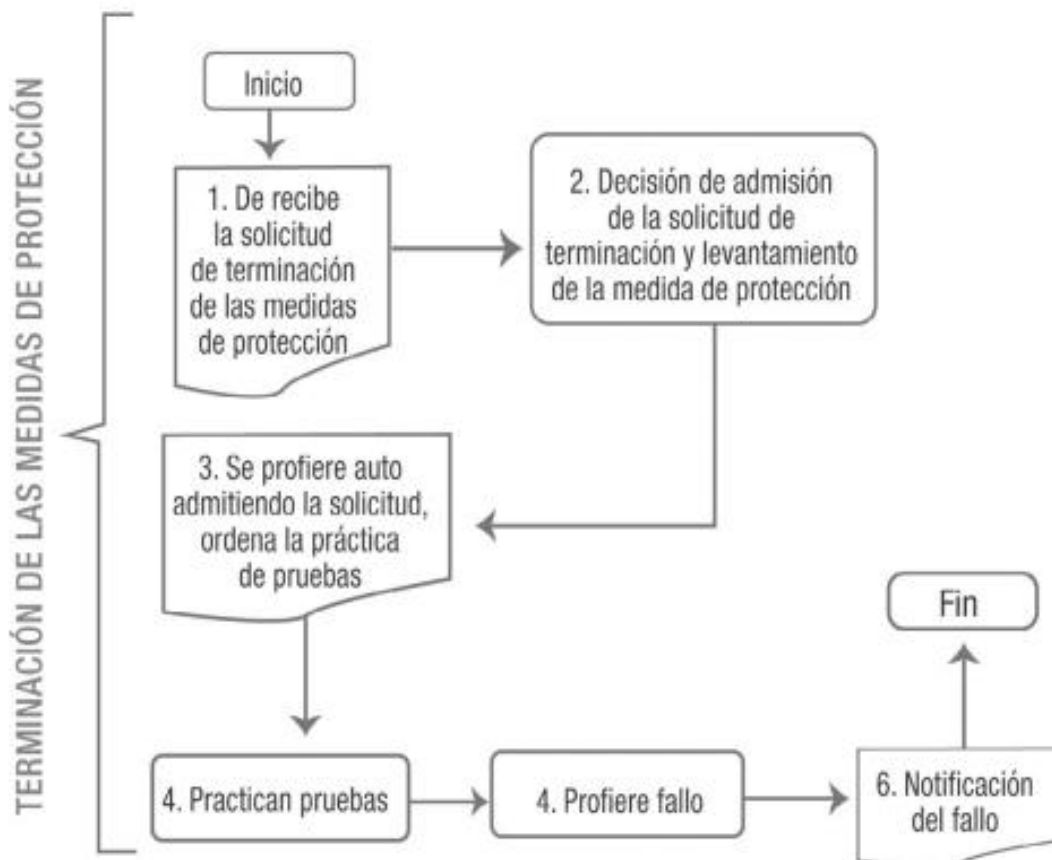 TERMINACIÓN DE LAS MEDIDAS DE PROTECCIÓN
Inicio
1. De recibe
la solicitud
de terminación
de las medidas
de protección
2. Decisión de admisión
de la solicitud de
terminación y levantamiento
de la medida de protección
3. Se profiere auto
admitiendo la solicitud,
ordena la práctica
de pruebas
4. Practican pruebas
4. Profiere fallo
6. Notificación
del fallo
Fin